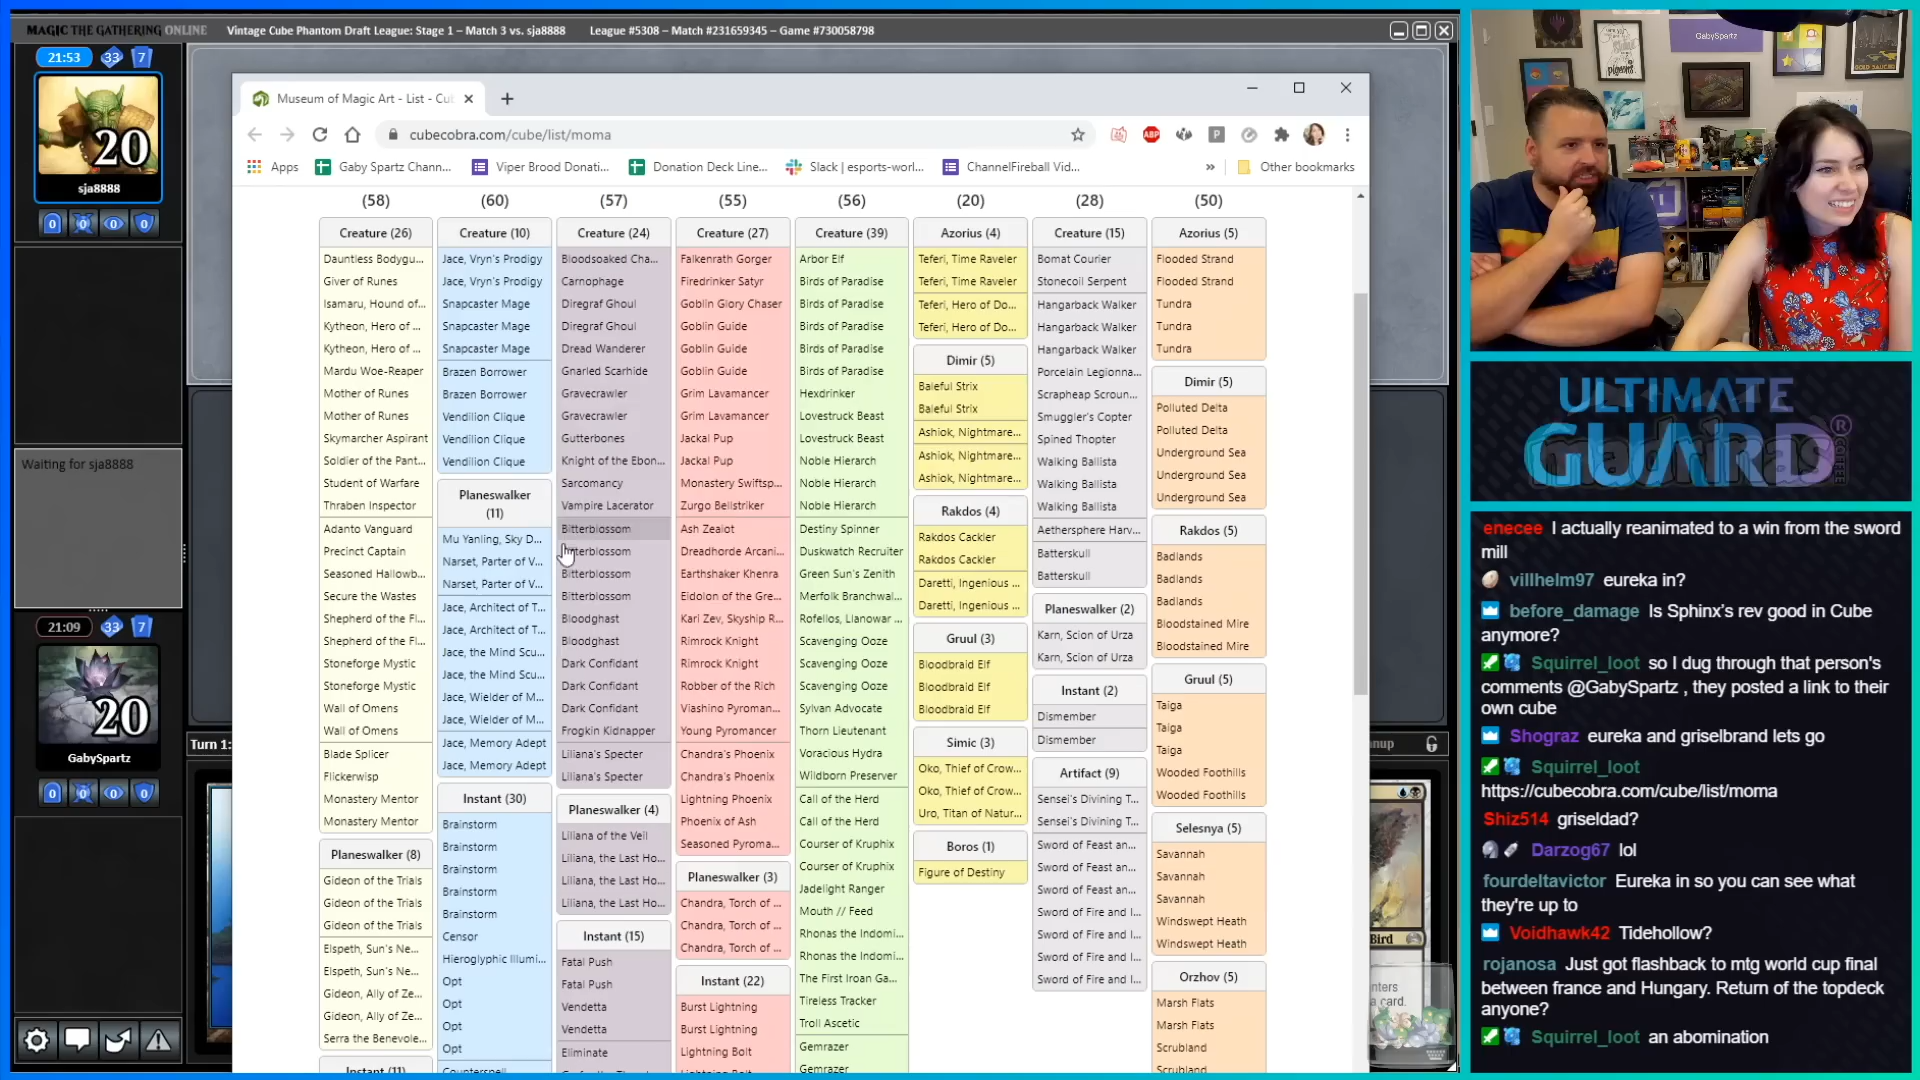 MAGIC THE GATHERING ONLINE
Vintage Cube Phantom Draft League: Stage 1 – Match 3 vs. sja8888
League #5308 – Match #231659345 – Game #730058798
21:53
33
7
20
sja8888
0
0
0
0
Waiting for sja8888
21:09
33
7
20
GabySpartz
0
0
0
0
Turn 1:
Museum of Magic Art - List - Cu
cubecobra.com/cube/list/moma
ABP
P
Apps
Gaby Spartz Chann...
Viper Brood Donati...
Donation Deck Line...
Slack | esports-worl...
ChannelFireball Vid...
»
Other bookmarks
(58)
Creature (26)
Dauntless Bodygu...
Giver of Runes
Isamaru, Hound of...
Kytheon, Hero of ...
Kytheon, Hero of ...
Mardu Woe-Reaper
Mother of Runes
Mother of Runes
Skymarcher Aspirant
Soldier of the Pant...
Student of Warfare
Thraben Inspector
Adanto Vanguard
Precinct Captain
Seasoned Hallowb...
Secure the Wastes
Shepherd of the Fl...
Shepherd of the Fl...
Stoneforge Mystic
Stoneforge Mystic
Wall of Omens
Wall of Omens
Blade Splicer
Flickerwisp
Monastery Mentor
Monastery Mentor
Planeswalker (8)
Gideon of the Trials
Gideon of the Trials
Gideon of the Trials
Elspeth, Sun's Ne...
Elspeth, Sun's Ne...
Gideon, Ally of Ze...
Gideon, Ally of Ze...
Serra the Benevole...
Instant (11)
(60)
Creature (10)
Jace, Vryn's Prodigy
Jace, Vryn's Prodigy
Snapcaster Mage
Snapcaster Mage
Snapcaster Mage
Brazen Borrower
Brazen Borrower
Vendilion Clique
Vendilion Clique
Vendilion Clique
Planeswalker
(11)
Mu Yanling, Sky D...
Narset, Parter of V...
Narset, Parter of V...
Jace, Architect of T...
Jace, Architect of T...
Jace, the Mind Scu...
Jace, the Mind Scu...
Jace, Wielder of M...
Jace, Wielder of M...
Jace, Memory Adept
Jace, Memory Adept
Instant (30)
Brainstorm
Brainstorm
Brainstorm
Brainstorm
Brainstorm
Censor
Hieroglyphic Illumi...
Opt
Opt
Opt
Opt
Counterspell
(57)
Creature (24)
Bloodsoaked Cha...
Carnophage
Diregraf Ghoul
Diregraf Ghoul
Dread Wanderer
Gnarled Scarhide
Gravecrawler
Gravecrawler
Gutterbones
Knight of the Ebon...
Sarcomancy
Vampire Lacerator
Bitterblossom
Bitterblossom
Bitterblossom
Bitterblossom
Bloodghast
Bloodghast
Dark Confidant
Dark Confidant
Dark Confidant
Frogkin Kidnapper
Liliana's Specter
Liliana's Specter
Planeswalker (4)
Liliana of the Veil
Liliana, the Last Ho...
Liliana, the Last Ho...
Liliana, the Last Ho...
Instant (15)
Fatal Push
Fatal Push
Vendetta
Vendetta
Eliminate
(55)
Creature (27)
Falkenrath Gorger
Firedrinker Satyr
Goblin Glory Chaser
Goblin Guide
Goblin Guide
Goblin Guide
Grim Lavamancer
Grim Lavamancer
Jackal Pup
Jackal Pup
Monastery Swiftsp...
Zurgo Bellstriker
Ash Zealot
Dreadhorde Arcani...
Earthshaker Khenra
Eidolon of the Gre...
Kari Zev, Skyship R...
Rimrock Knight
Rimrock Knight
Robber of the Rich
Viashino Pyroman...
Young Pyromancer
Chandra's Phoenix
Chandra's Phoenix
Lightning Phoenix
Phoenix of Ash
Seasoned Pyroma...
Planeswalker (3)
Chandra, Torch of ...
Chandra, Torch of ...
Chandra, Torch of ...
Instant (22)
Burst Lightning
Burst Lightning
Lightning Bolt
Lightning Bolt
(56)
Creature (39)
Arbor Elf
Birds of Paradise
Birds of Paradise
Birds of Paradise
Birds of Paradise
Birds of Paradise
Hexdrinker
Lovestruck Beast
Lovestruck Beast
Noble Hierarch
Noble Hierarch
Noble Hierarch
Destiny Spinner
Duskwatch Recruiter
Green Sun's Zenith
Merfolk Branchwal...
Rofellos, Llanowar ...
Scavenging Ooze
Scavenging Ooze
Scavenging Ooze
Sylvan Advocate
Thorn Lieutenant
Voracious Hydra
Wildborn Preserver
Call of the Herd
Call of the Herd
Courser of Kruphix
Courser of Kruphix
Jadelight Ranger
Mouth // Feed
Rhonas the Indomi...
Rhonas the Indomi...
The First Iroan Ga...
Tireless Tracker
Troll Ascetic
Gemrazer
Gemrazer
(20)
Azorius (4)
Teferi, Time Raveler
Teferi, Time Raveler
Teferi, Hero of Do...
Teferi, Hero of Do...
Dimir (5)
Baleful Strix
Baleful Strix
Ashiok, Nightmare...
Ashiok, Nightmare...
Ashiok, Nightmare...
Rakdos (4)
Rakdos Cackler
Rakdos Cackler
Daretti, Ingenious ...
Daretti, Ingenious ...
Gruul (3)
Bloodbraid Elf
Bloodbraid Elf
Bloodbraid Elf
Simic (3)
Oko, Thief of Crow...
Oko, Thief of Crow...
Uro, Titan of Natur...
Boros (1)
Figure of Destiny
(28)
Creature (15)
Bomat Courier
Stonecoil Serpent
Hangarback Walker
Hangarback Walker
Hangarback Walker
Porcelain Legionna...
Scrapheap Scroun...
Smuggler's Copter
Spined Thopter
Walking Ballista
Walking Ballista
Walking Ballista
Aethersphere Harv...
Batterskull
Batterskull
Planeswalker (2)
Karn, Scion of Urza
Karn, Scion of Urza
Instant (2)
Dismember
Dismember
Artifact (9)
Sensei's Divining T...
Sensei's Divining T...
Sword of Feast an...
Sword of Feast an...
Sword of Feast an...
Sword of Fire and I...
Sword of Fire and I...
Sword of Fire and I...
Sword of Fire and I...
(50)
Azorius (5)
Flooded Strand
Flooded Strand
Tundra
Tundra
Tundra
Dimir (5)
Polluted Delta
Polluted Delta
Underground Sea
Underground Sea
Underground Sea
Rakdos (5)
Badlands
Badlands
Badlands
Bloodstained Mire
Bloodstained Mire
Gruul (5)
Taiga
Taiga
Taiga
Wooded Foothills
Wooded Foothills
Selesnya (5)
Savannah
Savannah
Savannah
Windswept Heath
Windswept Heath
Orzhov (5)
Marsh Flats
Marsh Flats
Scrubland
Scrubland
Bird
a card.
GabySpartz
ULTIMATE
GUARD®
enecee I actually reanimated to a win from the sword
mill
villhelm97 eureka in?
before_damage Is Sphinx's rev good in Cube
anymore?
Squirrel_loot so I dug through that person's
comments @GabySpartz , they posted a link to their
own cube
Shograz eureka and griselbrand lets go
Squirrel_loot
https://cubecobra.com/cube/list/moma
Shiz514 griseldad?
Darzog67 lol
fourdeltavictor Eureka in so you can see what
they're up to
Voidhawk42 Tidehollow?
rojanosa Just got flashback to mtg world cup final
between france and Hungary. Return of the topdeck
anyone?
Squirrel_loot an abomination